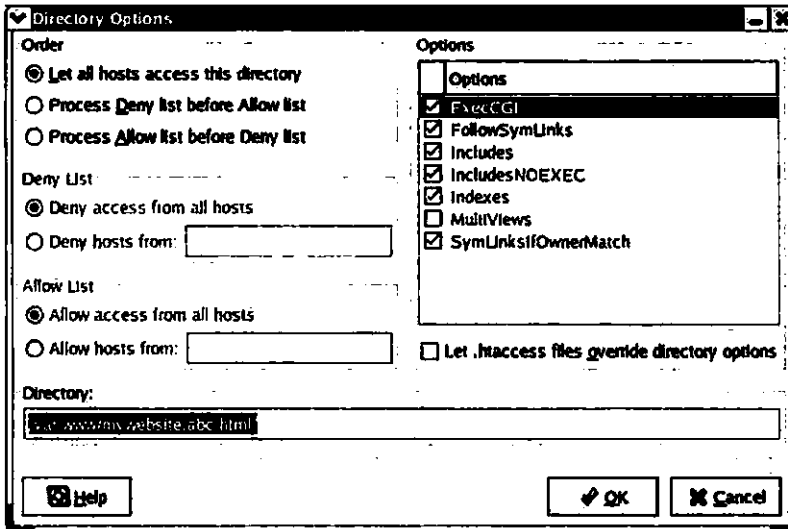 Directory Options
Order
Let all hosts access this directory
Process Deny list before Allow list
Process Allow list before Deny list
Deny List
Deny access from all hosts
Deny hosts from:
Allow List
Allow access from all hosts
Allow hosts from:
Options
Options
ExecCGI
FollowSymLinks
Includes
IncludesNOEXEC
Indexes
MultiViews
SymLinksIfOwnerMatch
Let .htaccess files override directory options
Directory:
Help
OK
Cancel